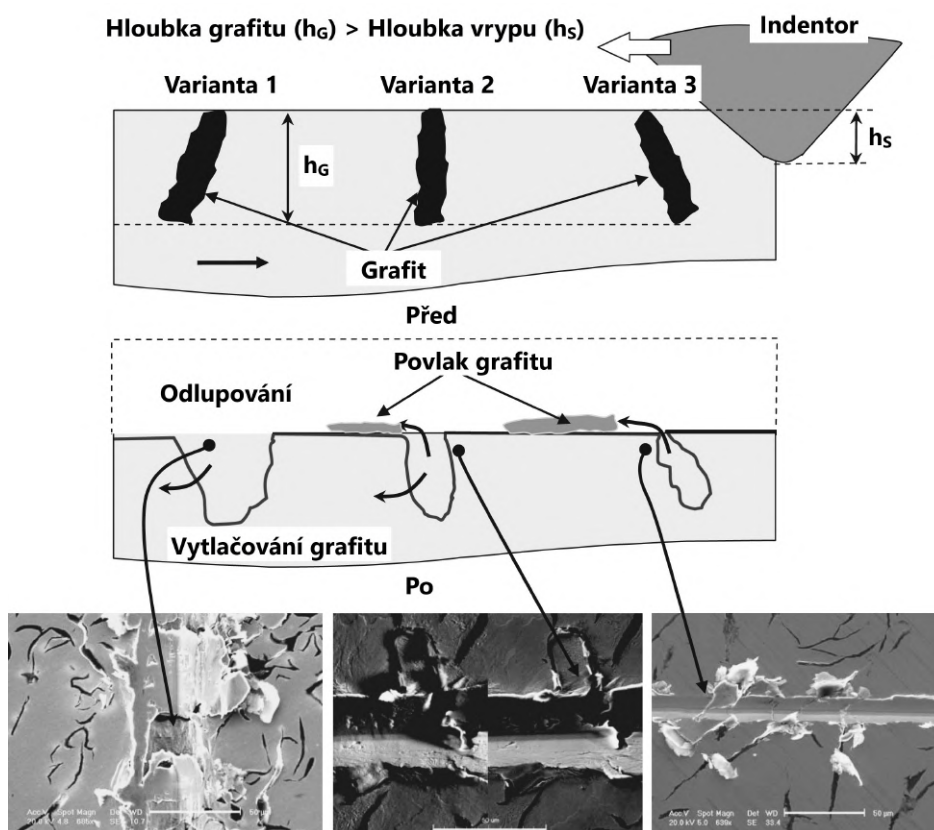 Hloubka grafitu (hG) > Hloubka vrypu (hS)
Indentor
Varianta 1
Varianta 2
Varianta 3
hG
hS
Grafit
Před
Povlak grafitu
Odlupování
Vytlačování grafitu
Po
Acc.V Spot Magn Det WD
50 µm
Acc.V Spot Magn Det WD
20.0 kV 5.0 639x SE 33.4
50 µm